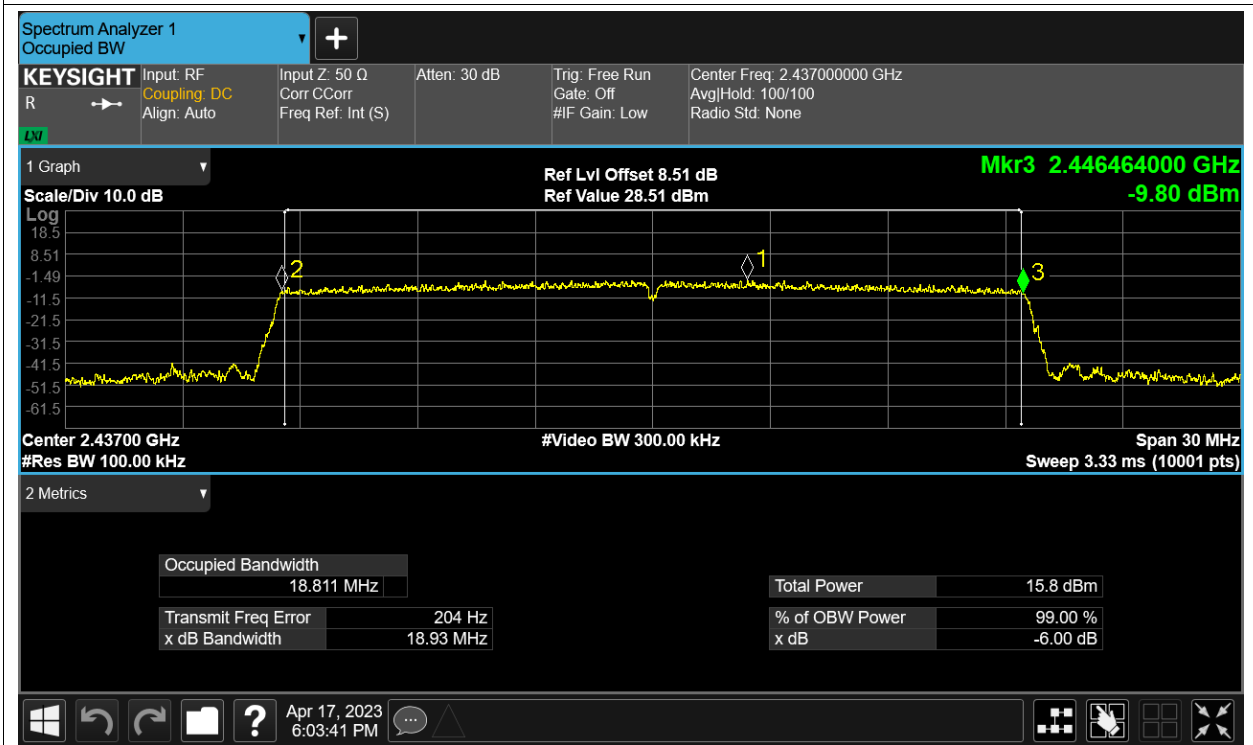 Spectrum Analyzer 1
Occupied BW
+
KEYSIGHT
R
LXI
Input: RF
Coupling: DC
Align: Auto
Input Z: 50 Ω
Corr CCorr
Freq Ref: Int (S)
Atten: 30 dB
Trig: Free Run
Gate: Off
#IF Gain: Low
Center Freq: 2.437000000 GHz
Avg|Hold: 100/100
Radio Std: None
1 Graph
Scale/Div 10.0 dB
Ref Lvl Offset 8.51 dB
Ref Value 28.51 dBm
Mkr3 2.446464000 GHz
-9.80 dBm
Log
18.5
8.51
-1.49
-11.5
-21.5
-31.5
-41.5
-51.5
-61.5
2
1
3
Center 2.43700 GHz
#Video BW 300.00 kHz
Span 30 MHz
#Res BW 100.00 kHz
Sweep 3.33 ms (10001 pts)
2 Metrics
Occupied Bandwidth
18.811 MHz
Transmit Freq Error 204 Hz
x dB Bandwidth 18.93 MHz
Total Power 15.8 dBm
% of OBW Power 99.00 %
x dB -6.00 dB
?
Apr 17, 2023
6:03:41 PM